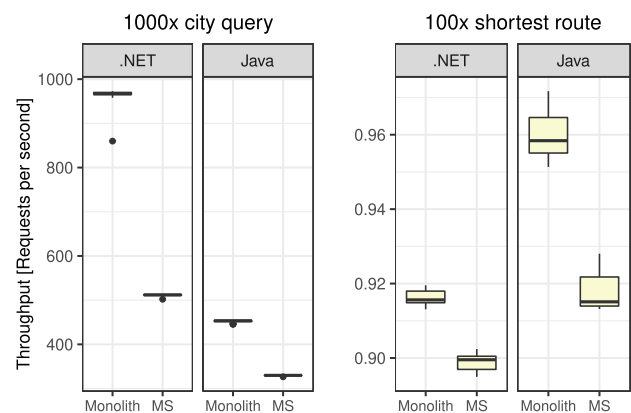 1000x city query
100x shortest route
.NET
Java
.NET
Java
Throughput [Requests per second]
1000
800
600
400
0.96
0.94
0.92
0.90
Monolith
MS
Monolith
MS
Monolith
MS
Monolith
MS